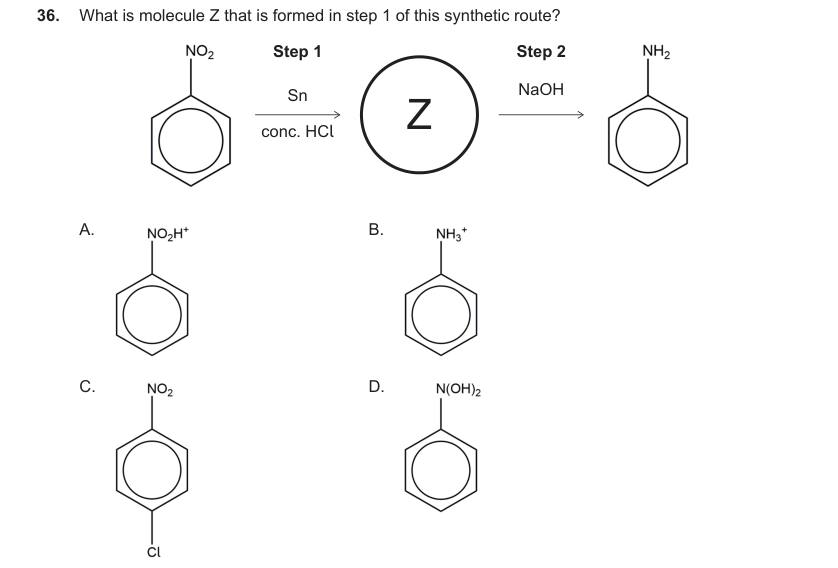 36. What is molecule Z that is formed in step 1 of this synthetic route?
NO₂ Step 1 Step 2 NH₂
Sn NaOH
Z
conc. HCl
A. NO₂H⁺ B. NH₃⁺
C. NO₂ D. N(OH)₂
Cl